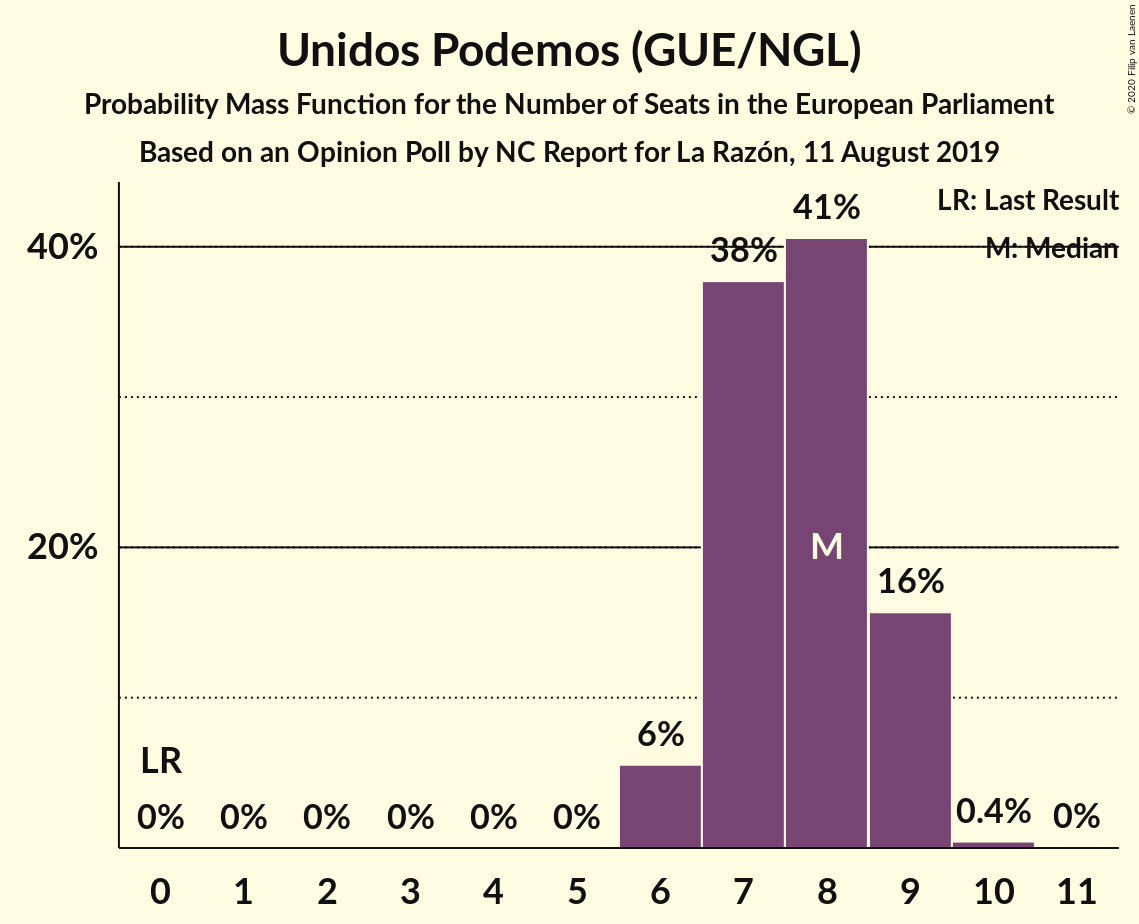 Unidos Podemos (GUE/NGL)
Probability Mass Function for the Number of Seats in the European Parliament
Based on an Opinion Poll by NC Report for La Razón, 11 August 2019
© 2020 Filip van Laenen
LR: Last Result
M: Median
41%
38%
40%
M
20%
16%
6%
LR
0% 0% 0% 0% 0% 0% 0.4% 0%
0 1 2 3 4 5 6 7 8 9 10 11